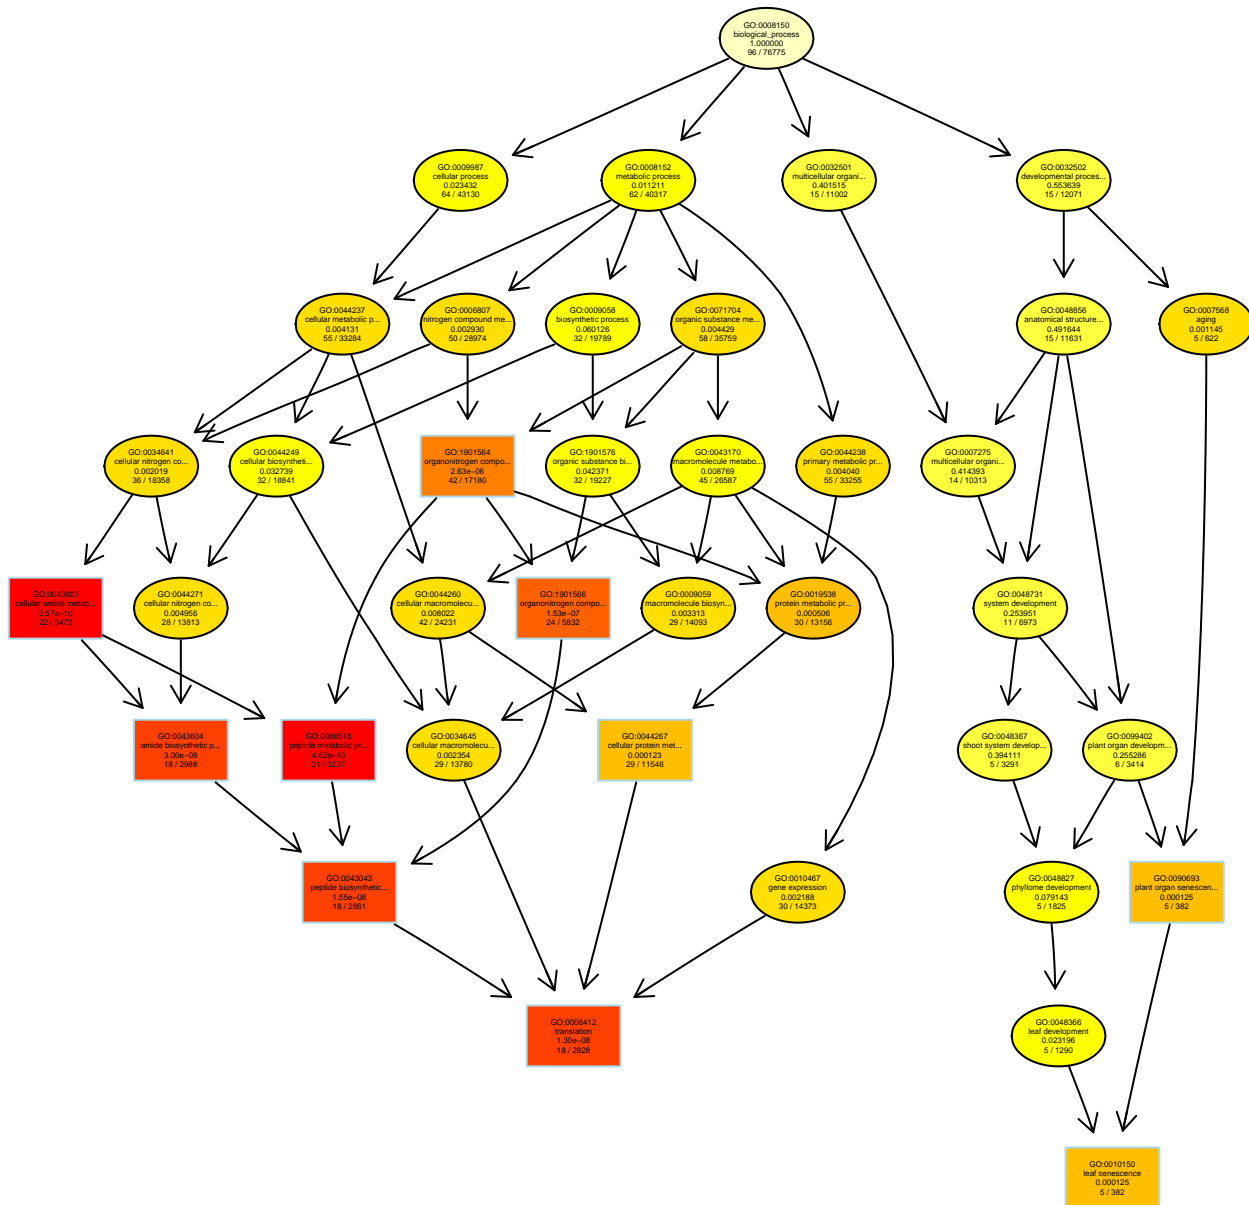 GO:0008150
biological_process
1.000000
96 / 76775
GO:0009987
cellular process
0.023432
64 / 43130
GO:0008152
metabolic process
0.011211
62 / 40317
GO:0032501
multicellular organi...
0.401515
15 / 11002
GO:0032502
developmental proces...
0.553639
15 / 12071
GO:0044237
cellular metabolic p...
0.004131
55 / 33284
GO:0006807
nitrogen compound me...
0.002930
50 / 28974
GO:0009058
biosynthetic process
0.060126
32 / 19789
GO:0071704
organic substance me...
0.004429
58 / 35759
GO:0048856
anatomical structure...
0.491644
15 / 11631
GO:0007568
aging
0.001145
5 / 622
GO:0034641
cellular nitrogen co...
0.002019
36 / 18358
GO:0044249
cellular biosyntheti...
0.032739
32 / 18841
GO:1901564
organonitrogen compo...
2.63e−06
42 / 17180
GO:1901576
organic substance bi...
0.042371
32 / 19227
GO:0043170
macromolecule metabo...
0.008769
45 / 26587
GO:0044238
primary metabolic pr...
0.004040
55 / 33255
GO:0007275
multicellular organi...
0.414393
14 / 10313
GO:0043603
cellular amide metab...
2.57e−10
22 / 3473
GO:0044271
cellular nitrogen co...
0.004956
28 / 13813
GO:0044260
cellular macromolecu...
0.008022
42 / 24231
GO:1901566
organonitrogen compo...
1.53e−07
24 / 5832
GO:0009059
macromolecule biosyn...
0.003313
29 / 14093
GO:0019538
protein metabolic pr...
0.000506
30 / 13156
GO:0048731
system development
0.253951
11 / 6973
GO:0043604
amide biosynthetic p...
3.00e−08
18 / 2988
GO:0006518
peptide metabolic pr...
4.62e−10
21 / 3237
GO:0034645
cellular macromolecu...
0.002354
29 / 13780
GO:0044267
cellular protein met...
0.000123
29 / 11546
GO:0048367
shoot system develop...
0.394111
5 / 3291
GO:0099402
plant organ developm...
0.255286
6 / 3414
GO:0043043
peptide biosynthetic...
1.55e−08
18 / 2861
GO:0010467
gene expression
0.002188
30 / 14373
GO:0048827
phyllome development
0.079143
5 / 1825
GO:0090693
plant organ senescen...
0.000125
5 / 382
GO:0006412
translation
1.30e−08
18 / 2828
GO:0048366
leaf development
0.023196
5 / 1290
GO:0010150
leaf senescence
0.000125
5 / 382